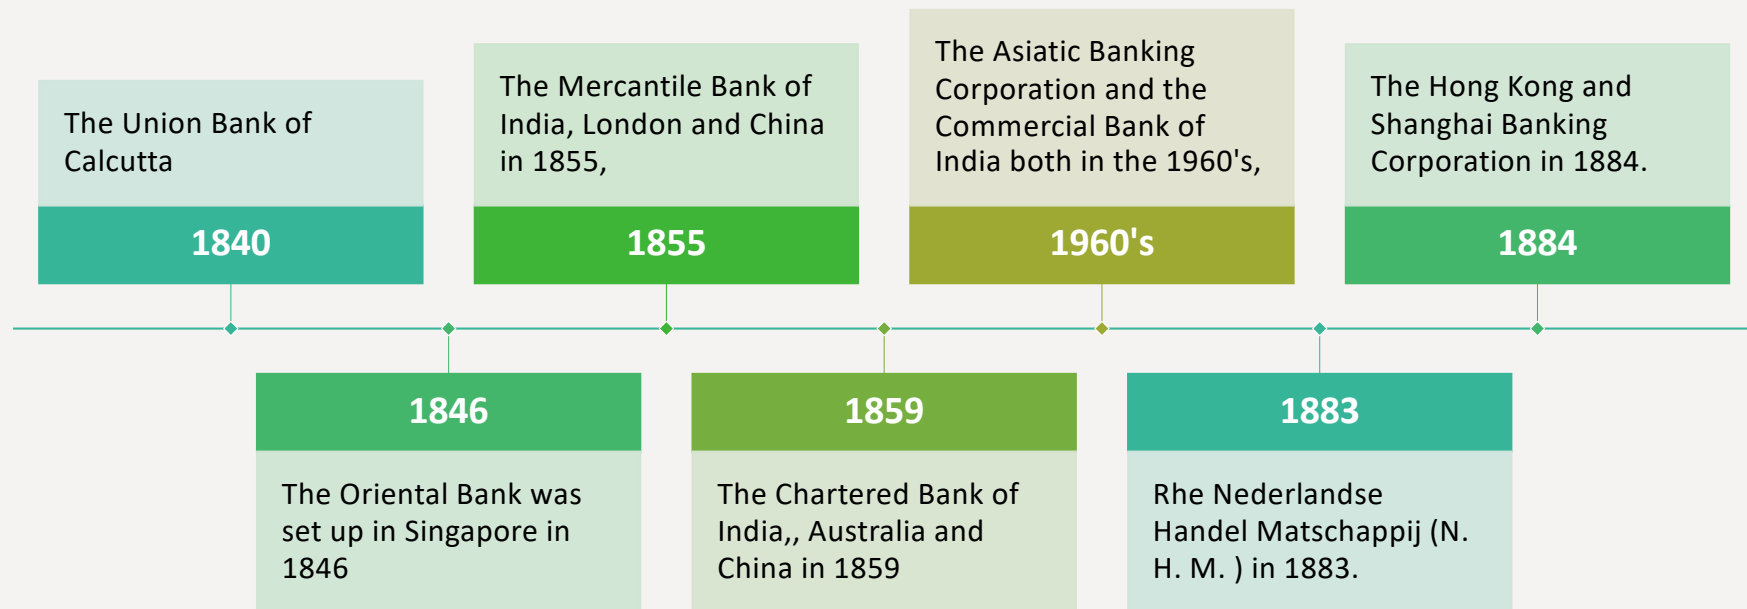 The Union Bank of
Calcutta
1840
1846
The Oriental Bank was
set up in Singapore in
1846
The Mercantile Bank of
India, London and China
in 1855,
1855
1859
The Chartered Bank of
India,, Australia and
China in 1859
The Asiatic Banking
Corporation and the
Commercial Bank of
India both in the 1960's,
1960's
1883
Rhe Nederlandse
Handel Matschappij (N.
H. M. ) in 1883.
The Hong Kong and
Shanghai Banking
Corporation in 1884.
1884